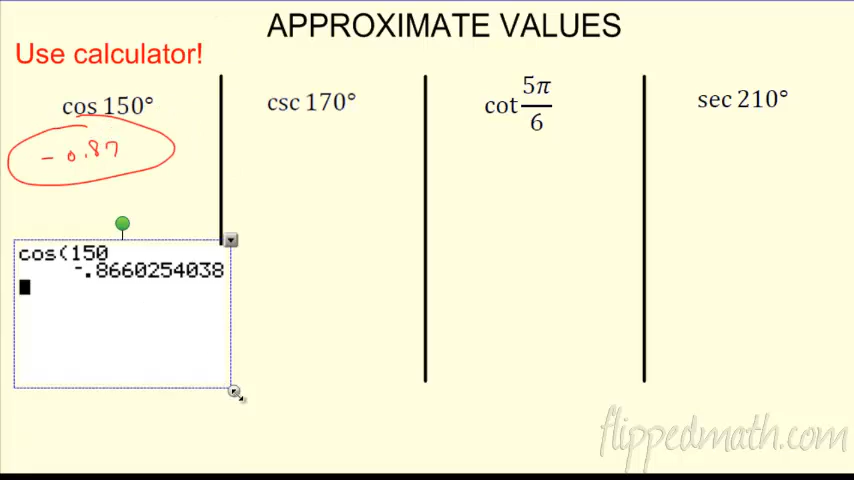 APPROXIMATE VALUES
Use calculator!
cos 150°
csc 170°
cot 5π/6
sec 210°
- 0.87
cos(150
-.8660254038
flippedmath.com